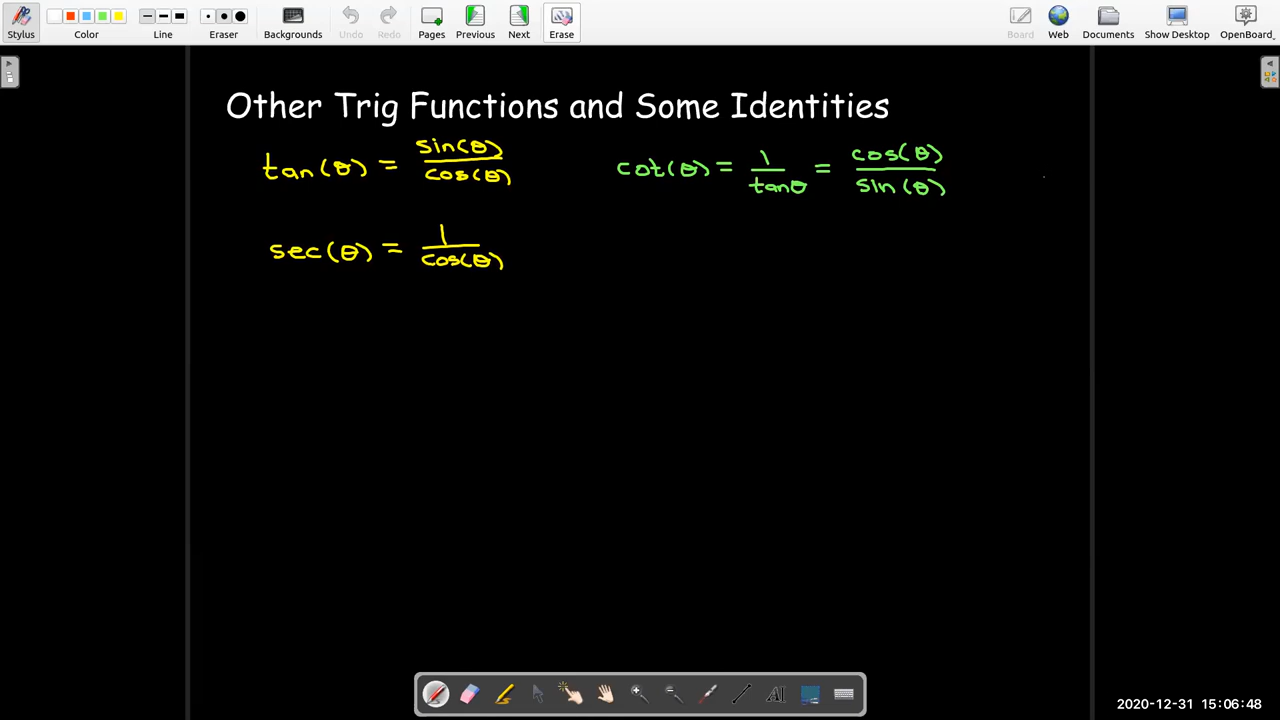 Stylus Color Line Eraser Backgrounds Undo Redo Pages Previous Next Erase Board Web Documents Show Desktop OpenBoard
Other Trig Functions and Some Identities
tan(θ) = sin(θ)/cos(θ) cot(θ) = 1/tanθ = cos(θ)/sin(θ)
sec(θ) = 1/cos(θ)
AI
2020-12-31 15:06:48